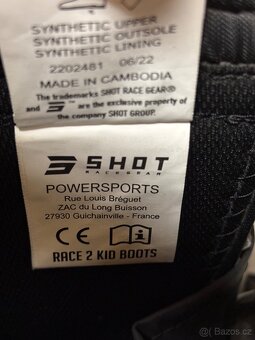 SYNTHETIC UPPER
SYNTHETIC OUTSOLE
SYNTHETIC LINING
2202481 06/22
MADE IN CAMBODIA
The trademarks SHOT RACE GEAR®
and are the exclusive property of
the company SHOT GROUP.
SHOT
RACEGEAR
POWERSPORTS
Rue Louis Bréguet
ZAC du Long Buisson
27930 Guichainville - France
CE
RACE 2 KID BOOTS
Bazos.cz